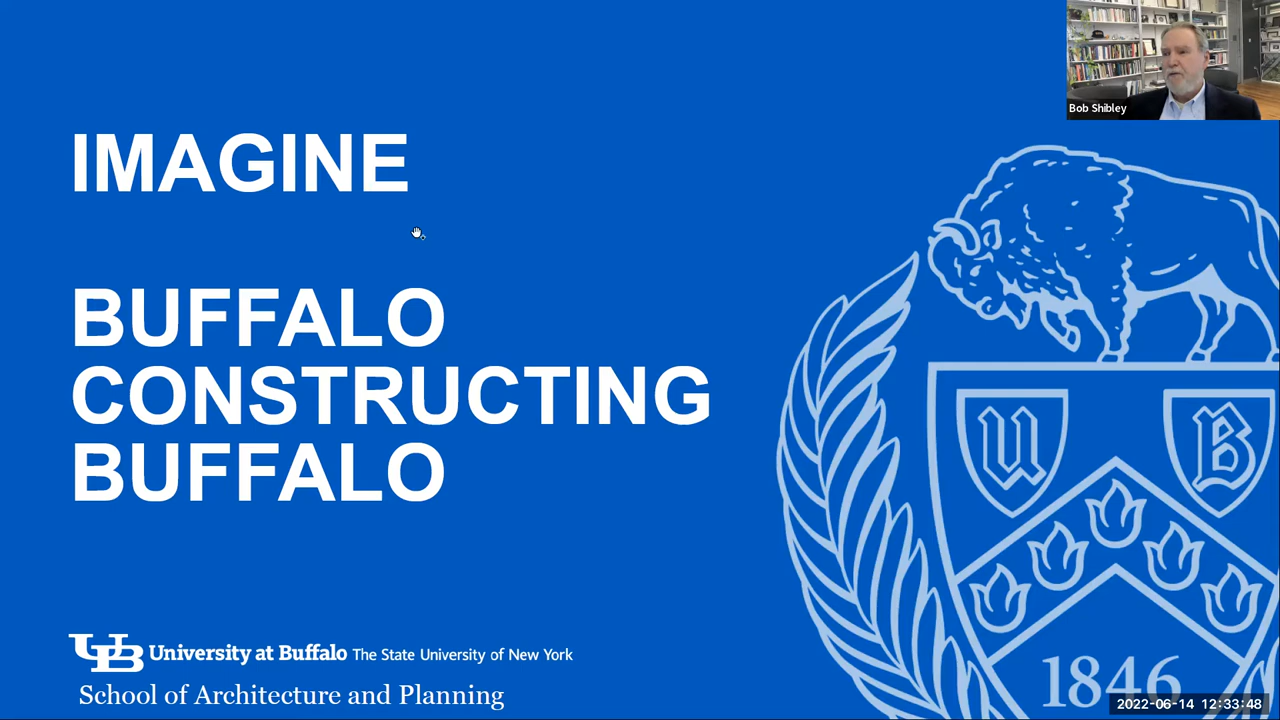 Bob Shibley
IMAGINE
BUFFALO
CONSTRUCTING
BUFFALO
U B
1846
UB University at Buffalo The State University of New York
School of Architecture and Planning
2022-06-14 12:33:48